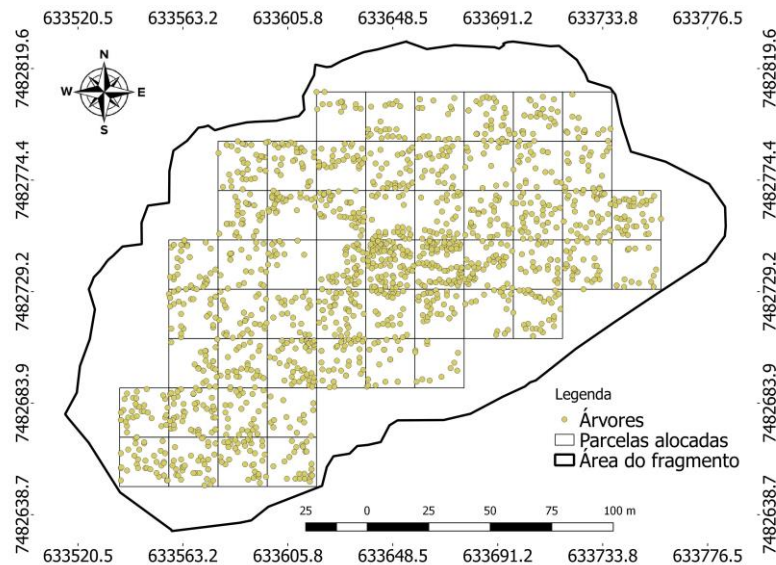 633520.5 633563.2 633605.8 633648.5 633691.2 633733.8 633776.5
7482819.6 7482819.6
N
W E
S
7482774.4 7482774.4
7482729.2 7482729.2
7482683.9 7482683.9
Legenda
Árvores
Parcelas alocadas
Área do fragmento
7482638.7 7482638.7
25 0 25 50 75 100 m
633520.5 633563.2 633605.8 633648.5 633691.2 633733.8 633776.5